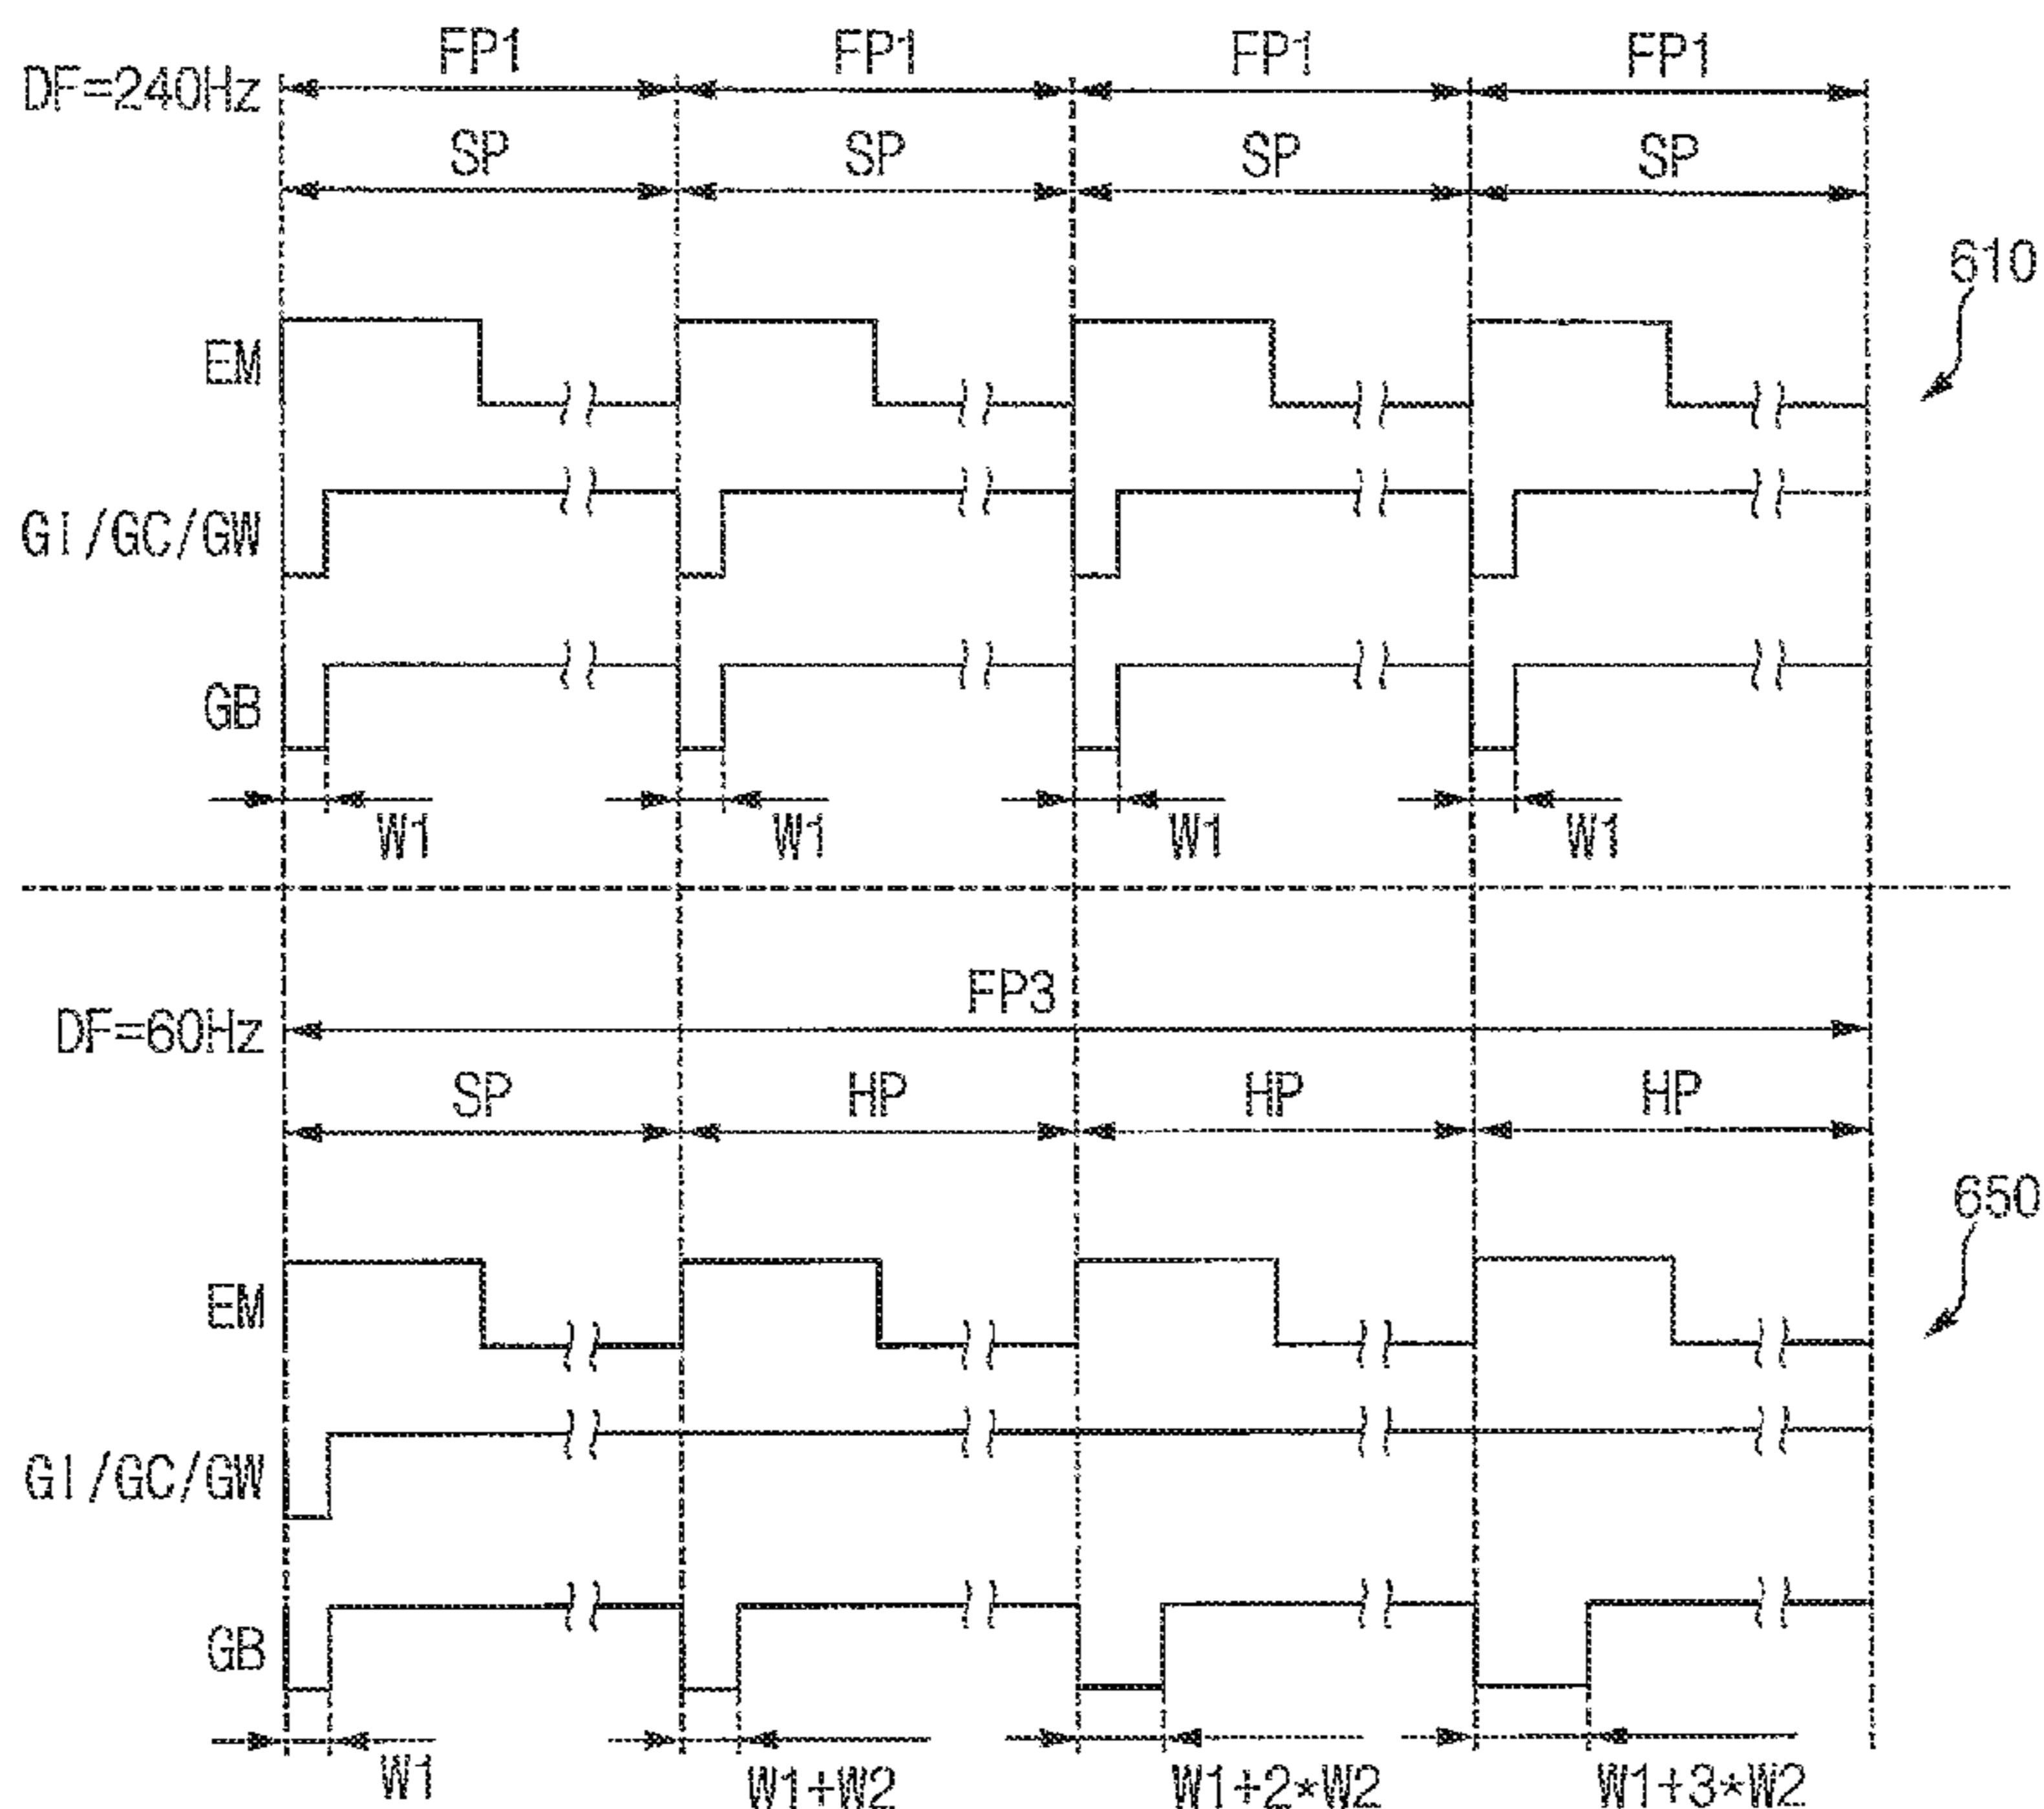 FP1 FP1 FP1 FP1
DF=240Hz
SP SP SP SP
610
EM
GI/GC/GW
GB
W1 W1 W1 W1
FP3
DF=60Hz
SP HP HP HP
650
EM
GI/GC/GW
GB
W1 W1+W2 W1+2*W2 W1+3*W2